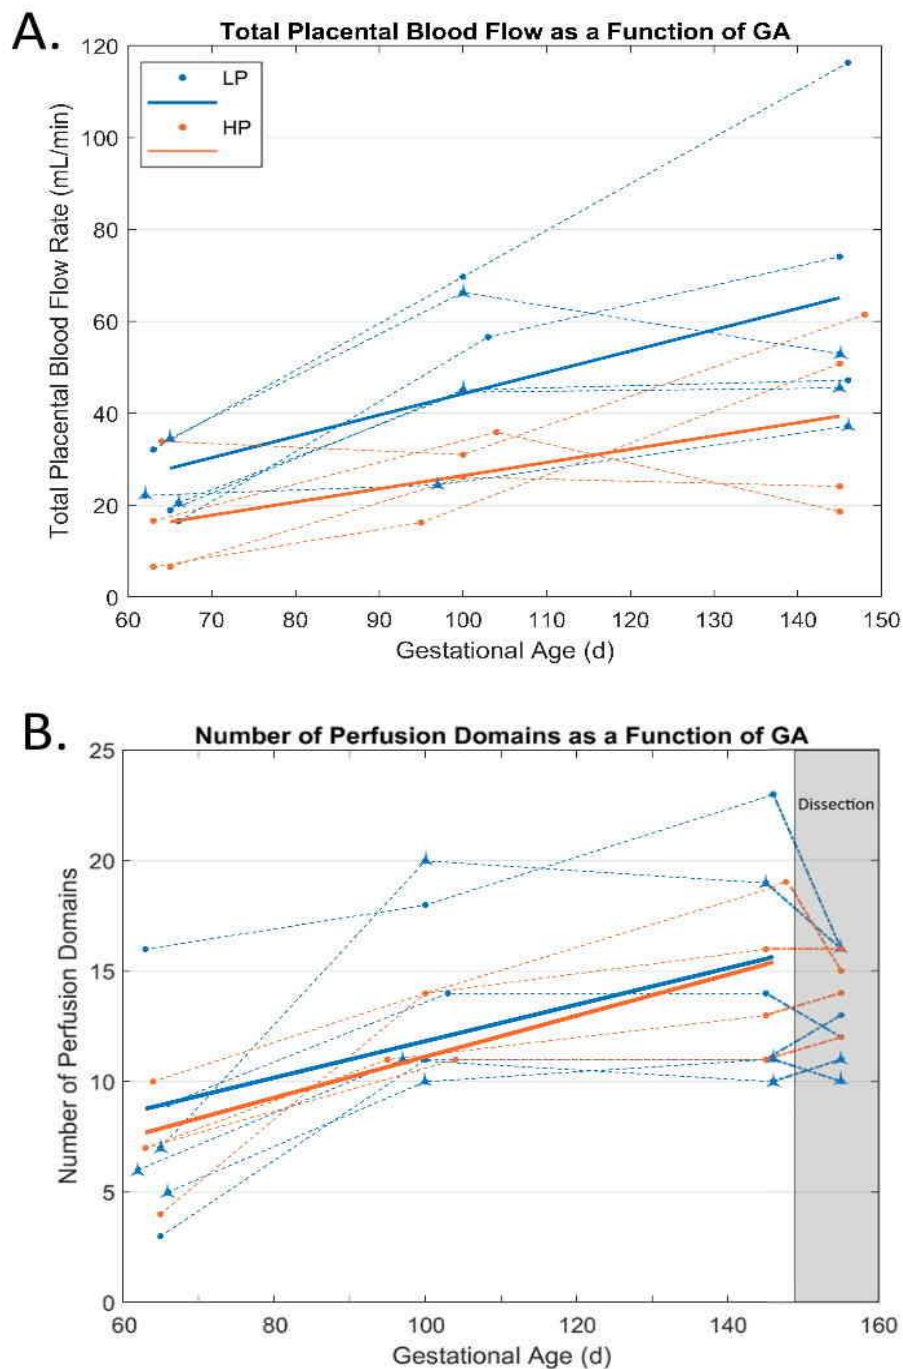 A.
Total Placental Blood Flow as a Function of GA
120
100
80
60
40
20
0
Total Placental Blood Flow Rate (mL/min)
LP
HP
60 70 80 90 100 110 120 130 140 150
Gestational Age (d)
B.
Number of Perfusion Domains as a Function of GA
25
20
15
10
5
0
Number of Perfusion Domains
Dissection
60 80 100 120 140 160
Gestational Age (d)